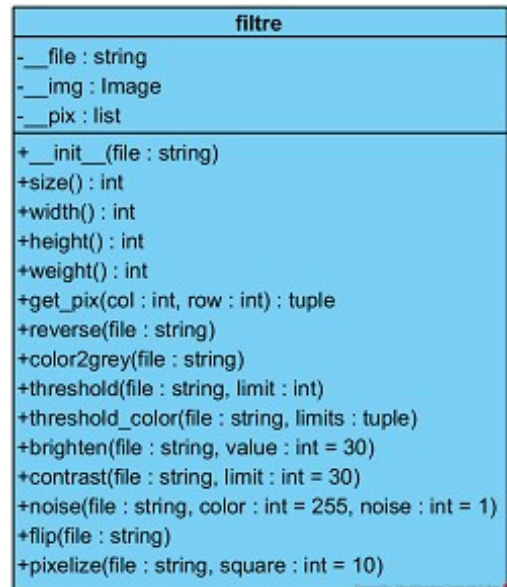 filtre
-__file : string
-__img : Image
-__pix : list
+__init__(file : string)
+size() : int
+width() : int
+height() : int
+weight() : int
+get_pix(col : int, row : int) : tuple
+reverse(file : string)
+color2grey(file : string)
+threshold(file : string, limit : int)
+threshold_color(file : string, limits : tuple)
+brighten(file : string, value : int = 30)
+contrast(file : string, limit : int = 30)
+noise(file : string, color : int = 255, noise : int = 1)
+flip(file : string)
+pixelize(file : string, square : int = 10)